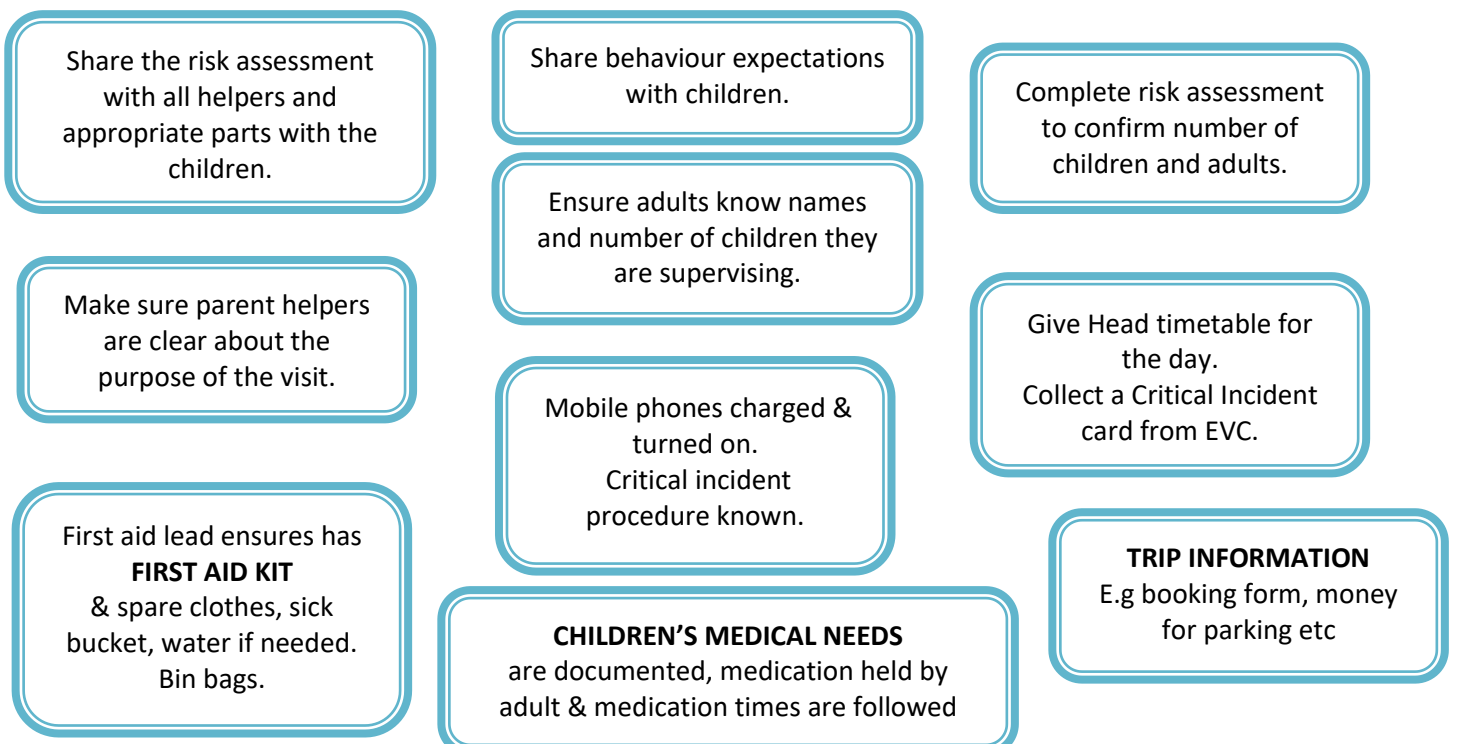 Share the risk assessment
with all helpers and
appropriate parts with the
children.
Share behaviour expectations
with children.
Complete risk assessment
to confirm number of
children and adults.
Ensure adults know names
and number of children they
are supervising.
Make sure parent helpers
are clear about the
purpose of the visit.
Give Head timetable for
the day.
Collect a Critical Incident
card from EVC.
Mobile phones charged &
turned on.
Critical incident
procedure known.
First aid lead ensures has
FIRST AID KIT
& spare clothes, sick
bucket, water if needed.
Bin bags.
TRIP INFORMATION
E.g booking form, money
for parking etc
CHILDREN’S MEDICAL NEEDS
are documented, medication held by
adult & medication times are followed